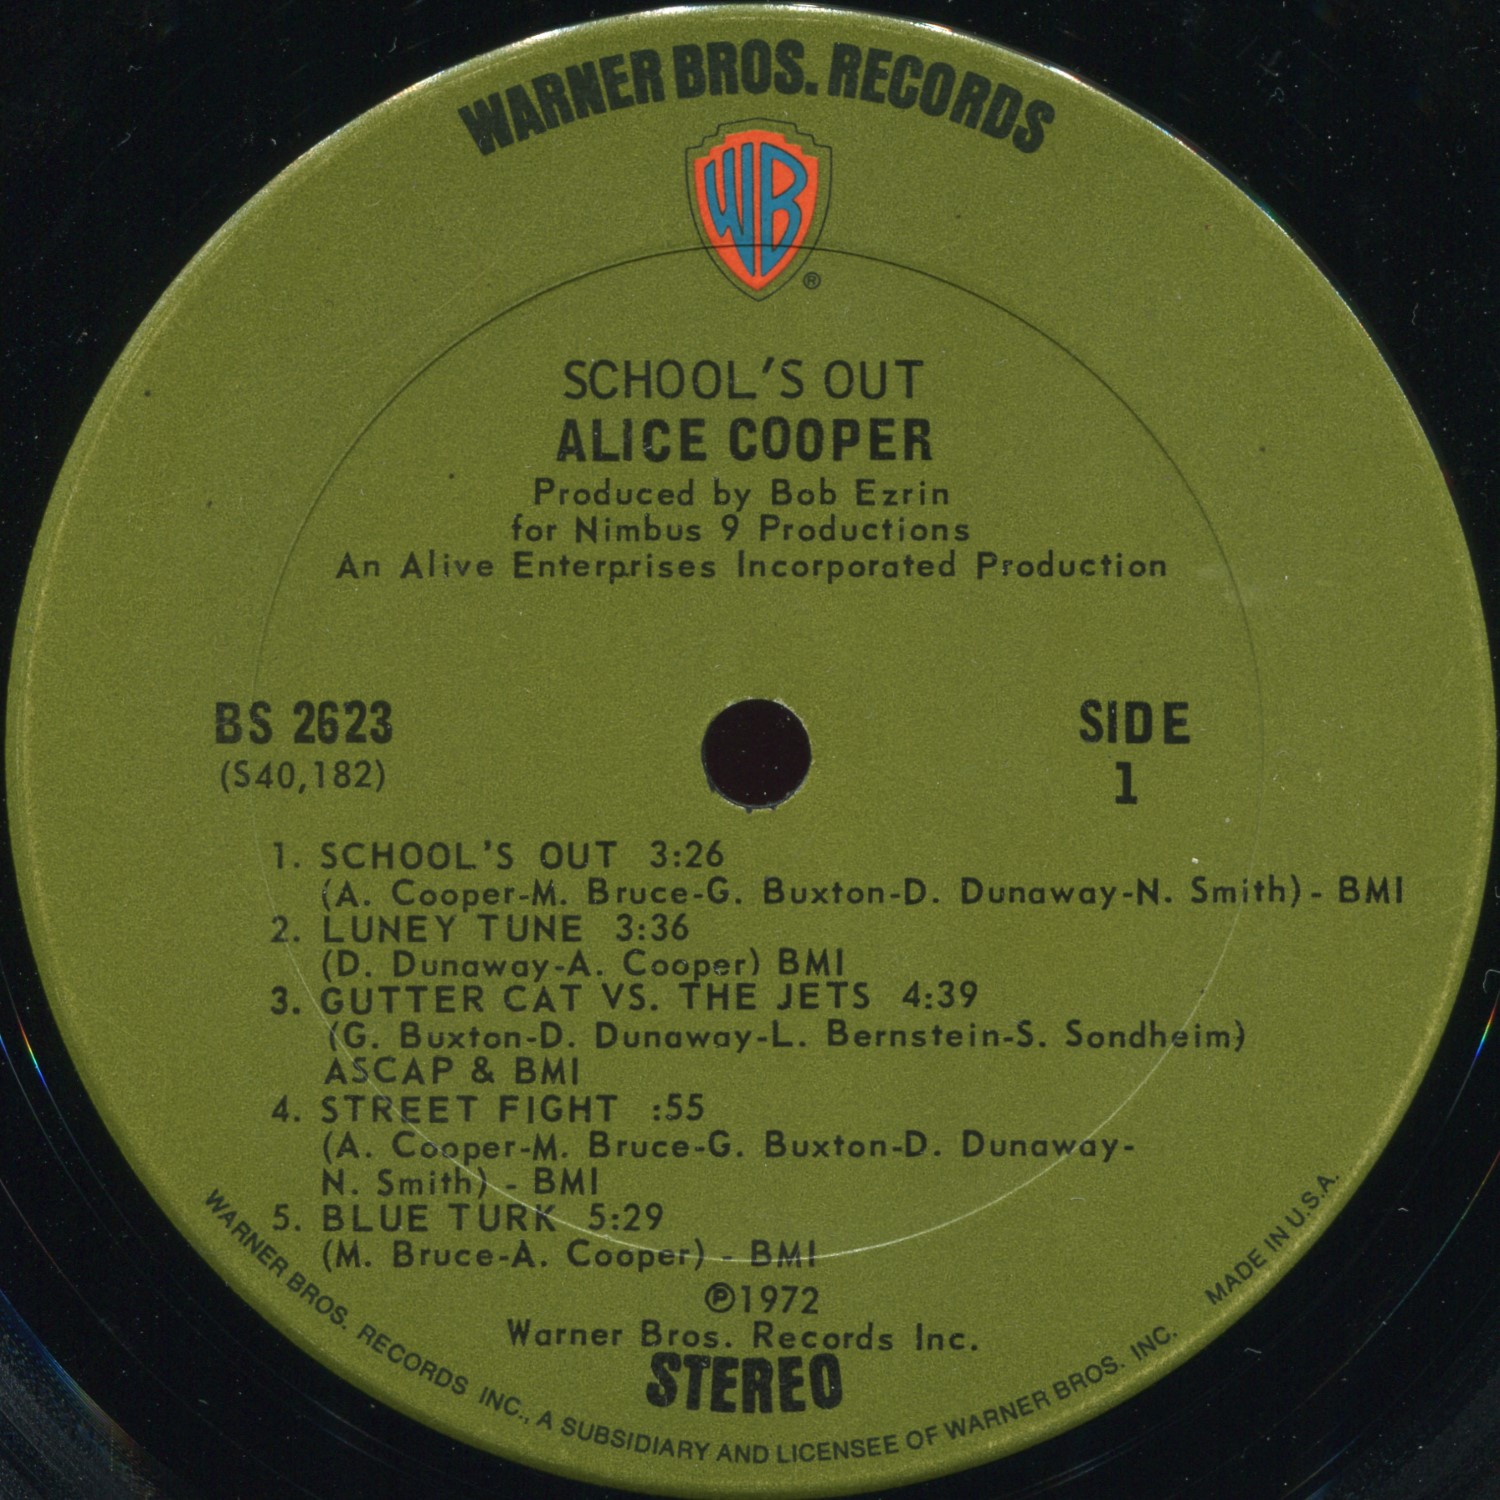 WARNER BROS. RECORDS
WB
®
SCHOOL'S OUT
ALICE COOPER
Produced by Bob Ezrin
for Nimbus 9 Productions
An Alive Enterprises Incorporated Production
BS 2623
(S40,182)
SIDE
1
1. SCHOOL'S OUT 3:26
(A. Cooper-M. Bruce-G. Buxton-D. Dunaway-N. Smith) - BMI
2. LUNEY TUNE 3:36
(D. Dunaway-A. Cooper) BMI
3. GUTTER CAT VS. THE JETS 4:39
(G. Buxton-D. Dunaway-L. Bernstein-S. Sondheim)
ASCAP & BMI
4. STREET FIGHT :55
(A. Cooper-M. Bruce-G. Buxton-D. Dunaway-
N. Smith) - BMI
5. BLUE TURK 5:29
(M. Bruce-A. Cooper) - BMI
℗1972
Warner Bros. Records Inc.
STEREO
WARNER BROS. RECORDS INC., A SUBSIDIARY AND LICENSEE OF WARNER BROS. INC.
MADE IN U.S.A.